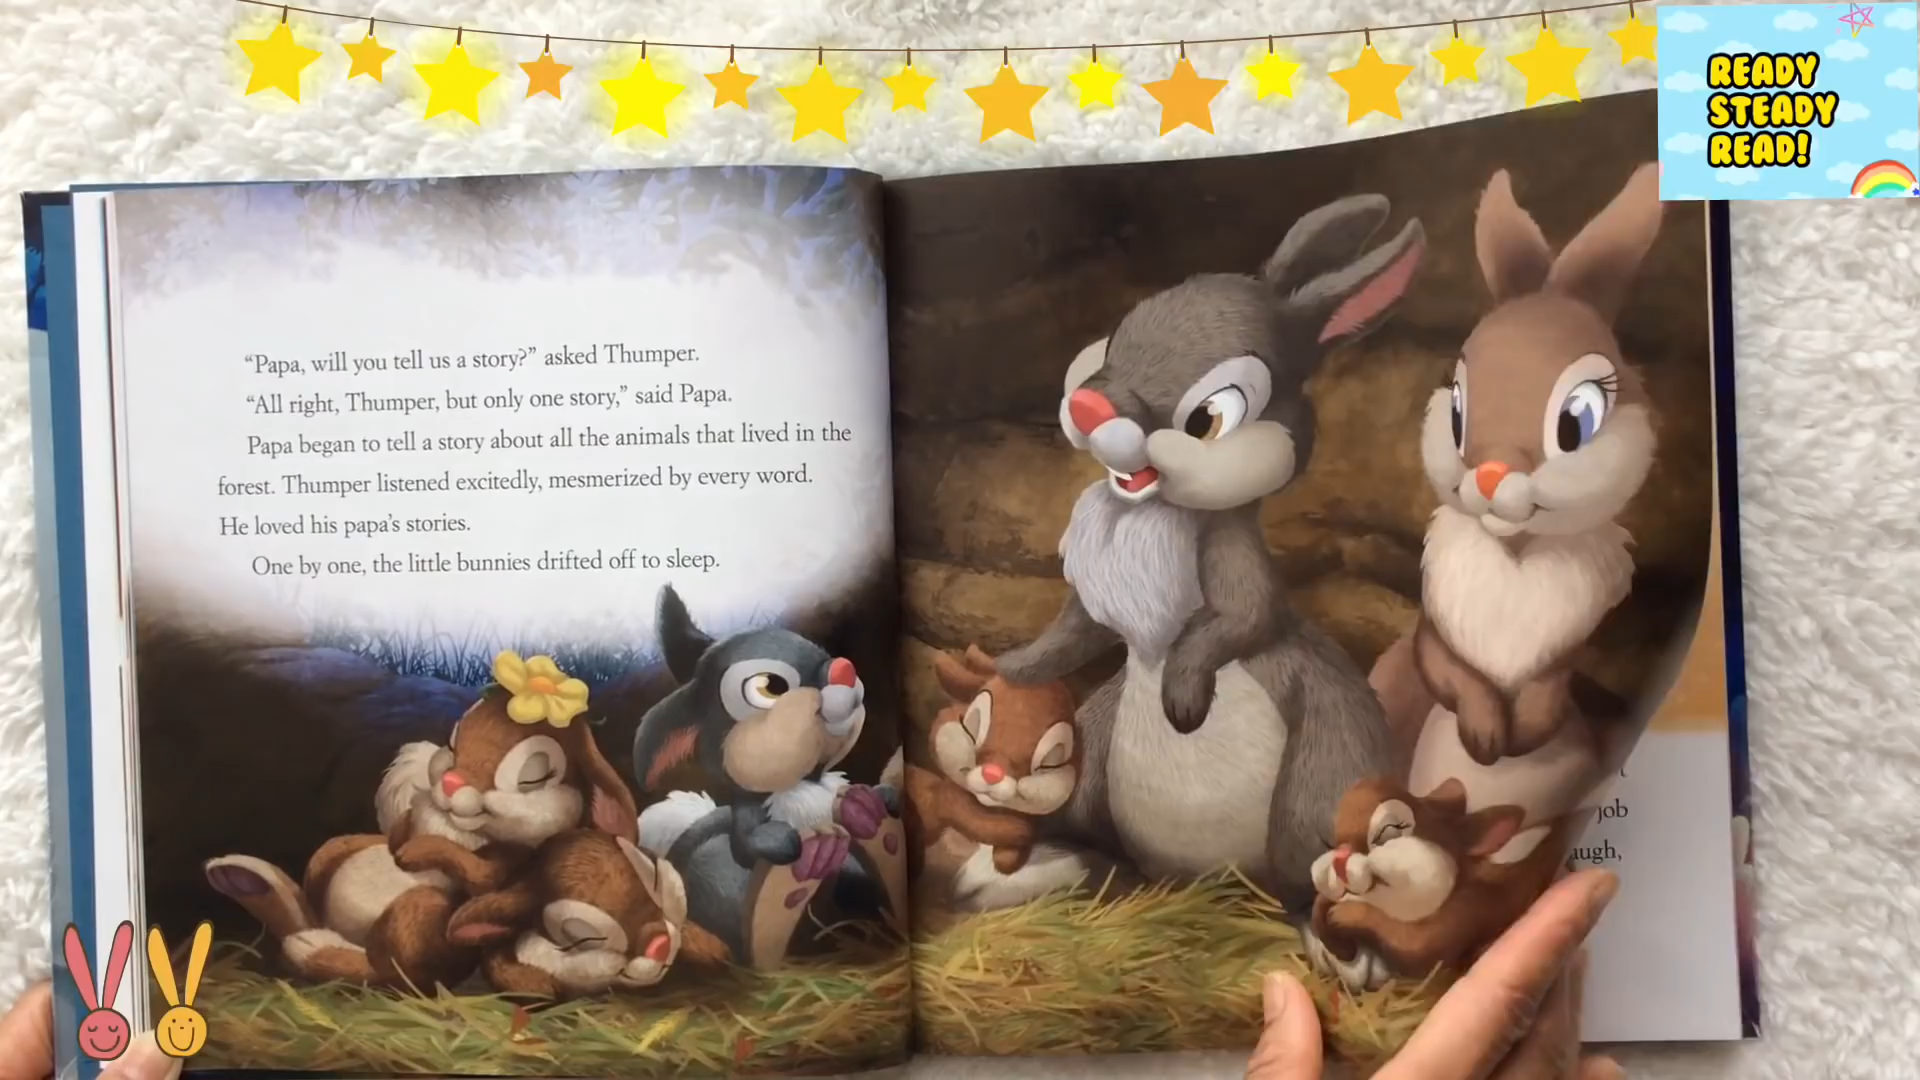 “Papa, will you tell us a story?” asked Thumper.
“All right, Thumper, but only one story,” said Papa.
Papa began to tell a story about all the animals that lived in the
forest. Thumper listened excitedly, mesmerized by every word.
He loved his papa’s stories.
One by one, the little bunnies drifted off to sleep.
READY
STEADY
READ!
job